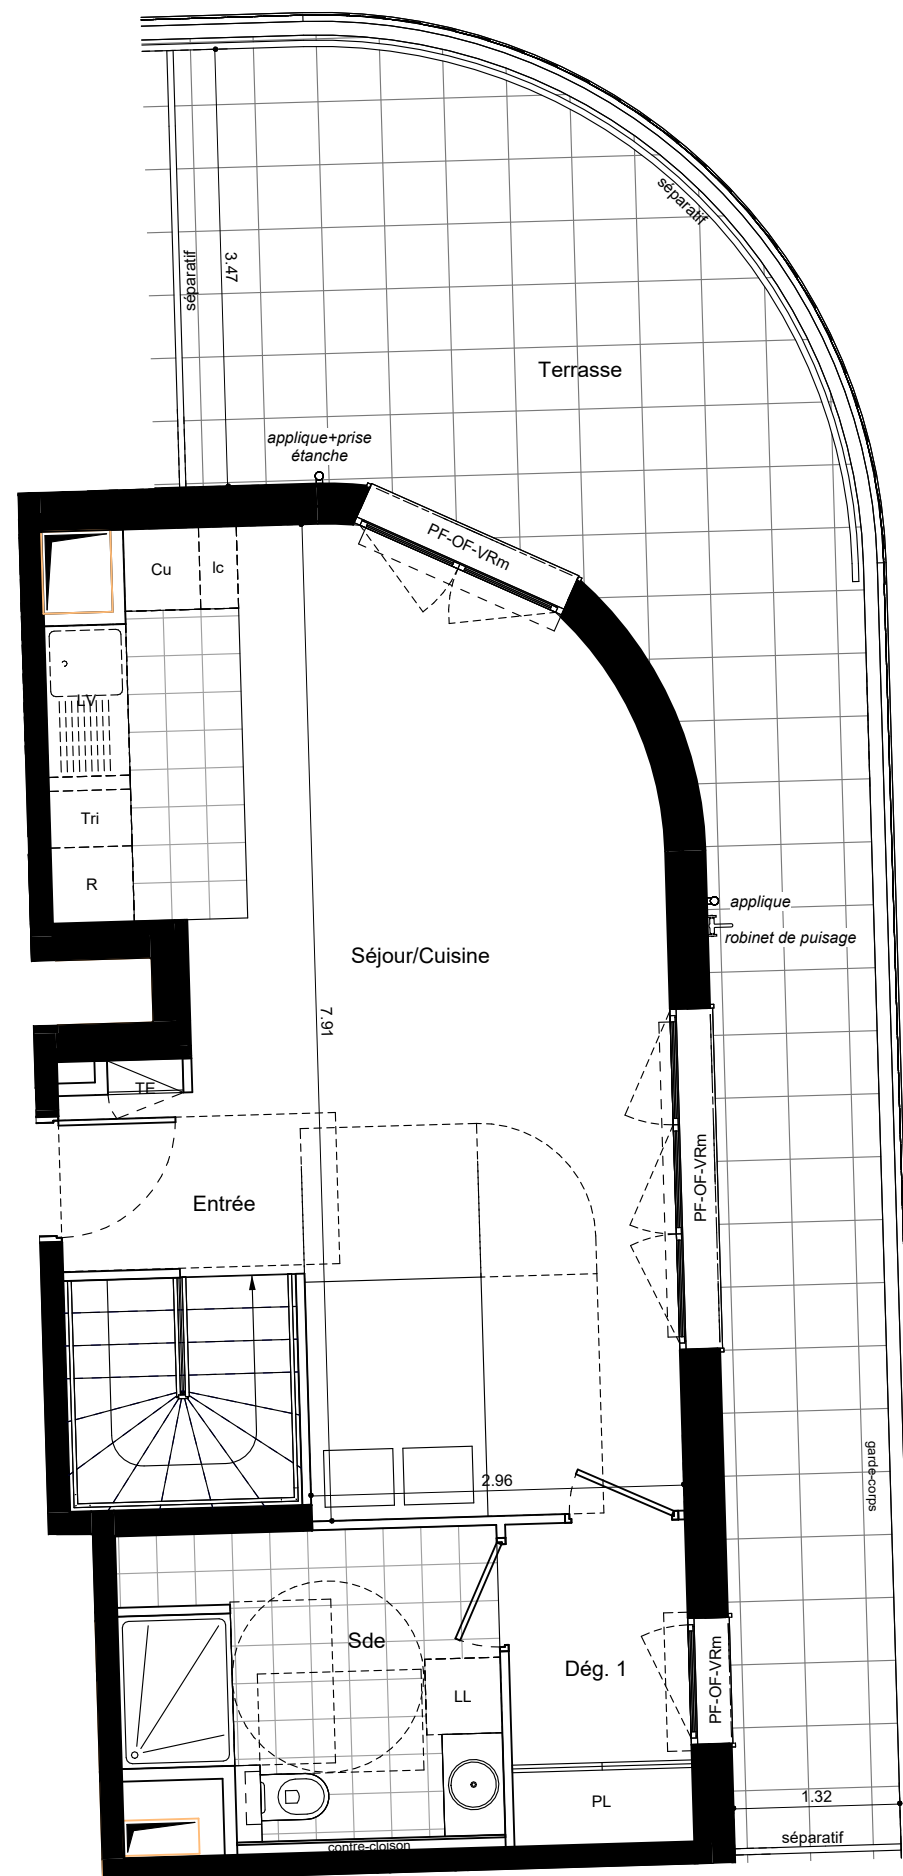 séparatif
séparatif
3.47
Terrasse
applique+prise
étanche
PF-OF-VRm
Cu
Ic
LV
Tri
R
applique
robinet de puisage
Séjour/Cuisine
7.91
TE
PF-OF-VRm
Entrée
garde-corps
2.96
Sde
Dég. 1
PF-OF-VRm
LL
PL
1.32
séparatif
contre-cloison